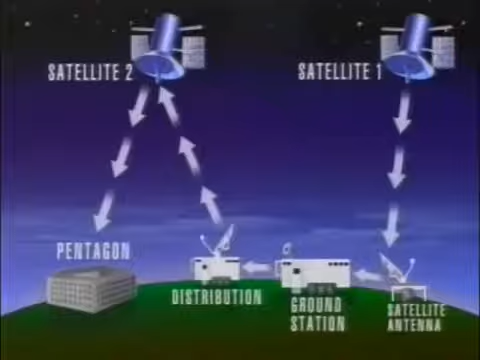 SATELLITE 2
SATELLITE 1
PENTAGON
DISTRIBUTION
GROUND
STATION
SATELLITE
ANTENNA